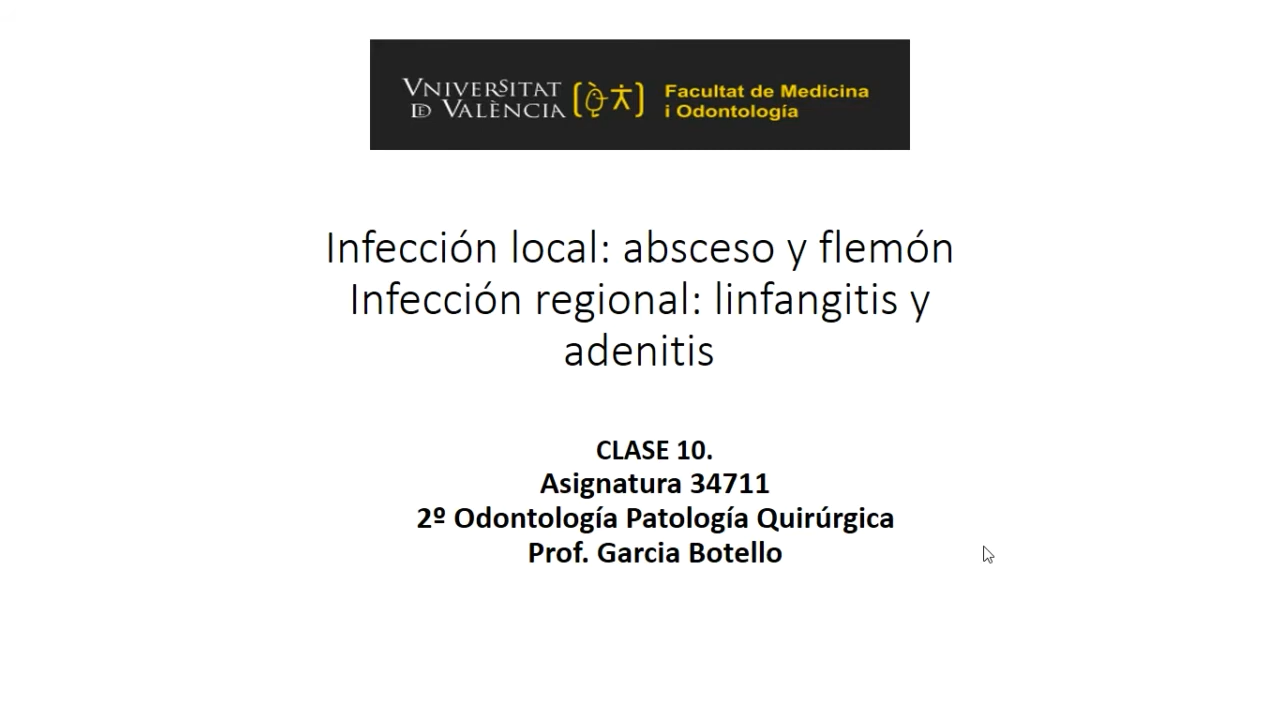 VNIVERSITAT
DE VALÈNCIA
Facultat de Medicina
i Odontología
Infección local: absceso y flemón
Infección regional: linfangitis y
adenitis
CLASE 10.
Asignatura 34711
2º Odontología Patología Quirúrgica
Prof. Garcia Botello